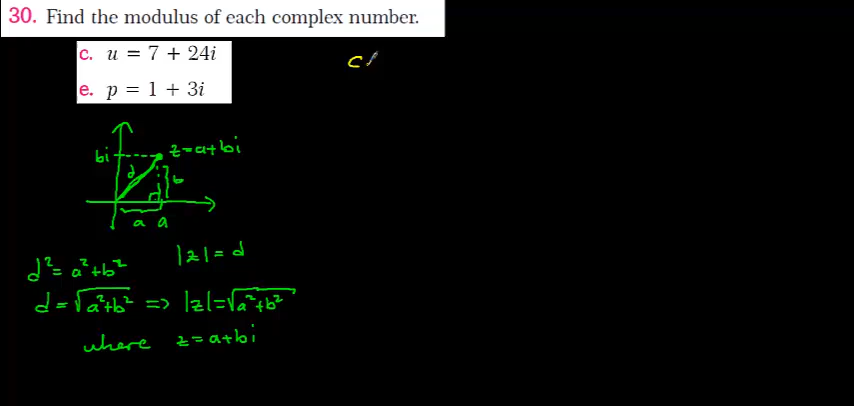 30. Find the modulus of each complex number.
c. u = 7 + 24i
e. p = 1 + 3i
c/
bi
z=a+bi
d
b
a a
d²= a²+b²
|z| = d
d = √a²+b² => |z|=√a²+b²
where z = a+bi